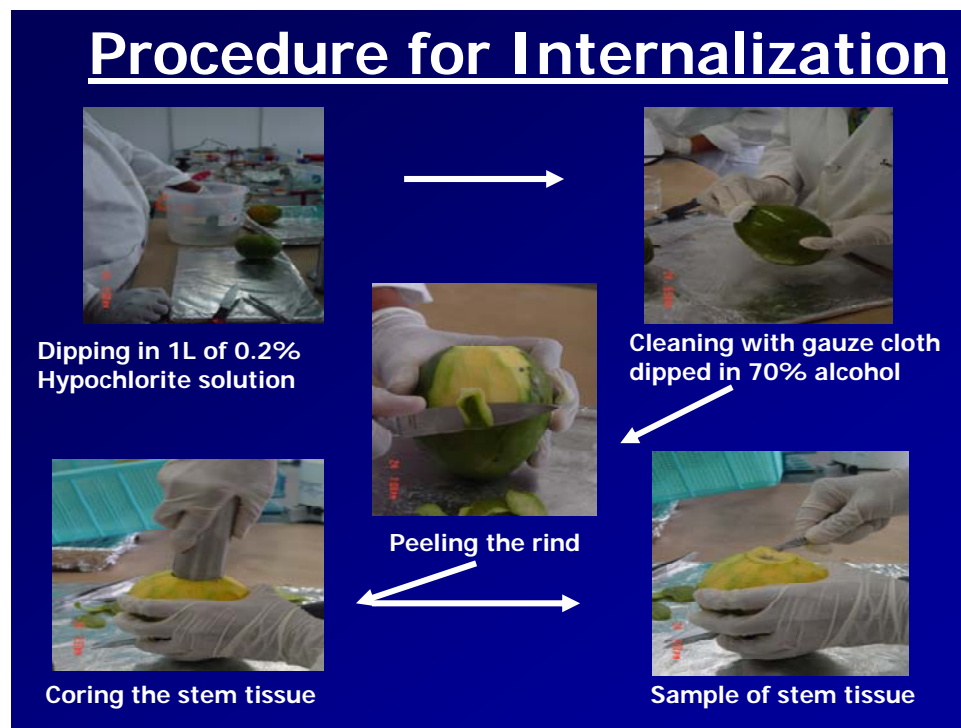 Procedure for Internalization
Dipping in 1L of 0.2%
Hypochlorite solution
Cleaning with gauze cloth
dipped in 70% alcohol
Peeling the rind
Coring the stem tissue
Sample of stem tissue